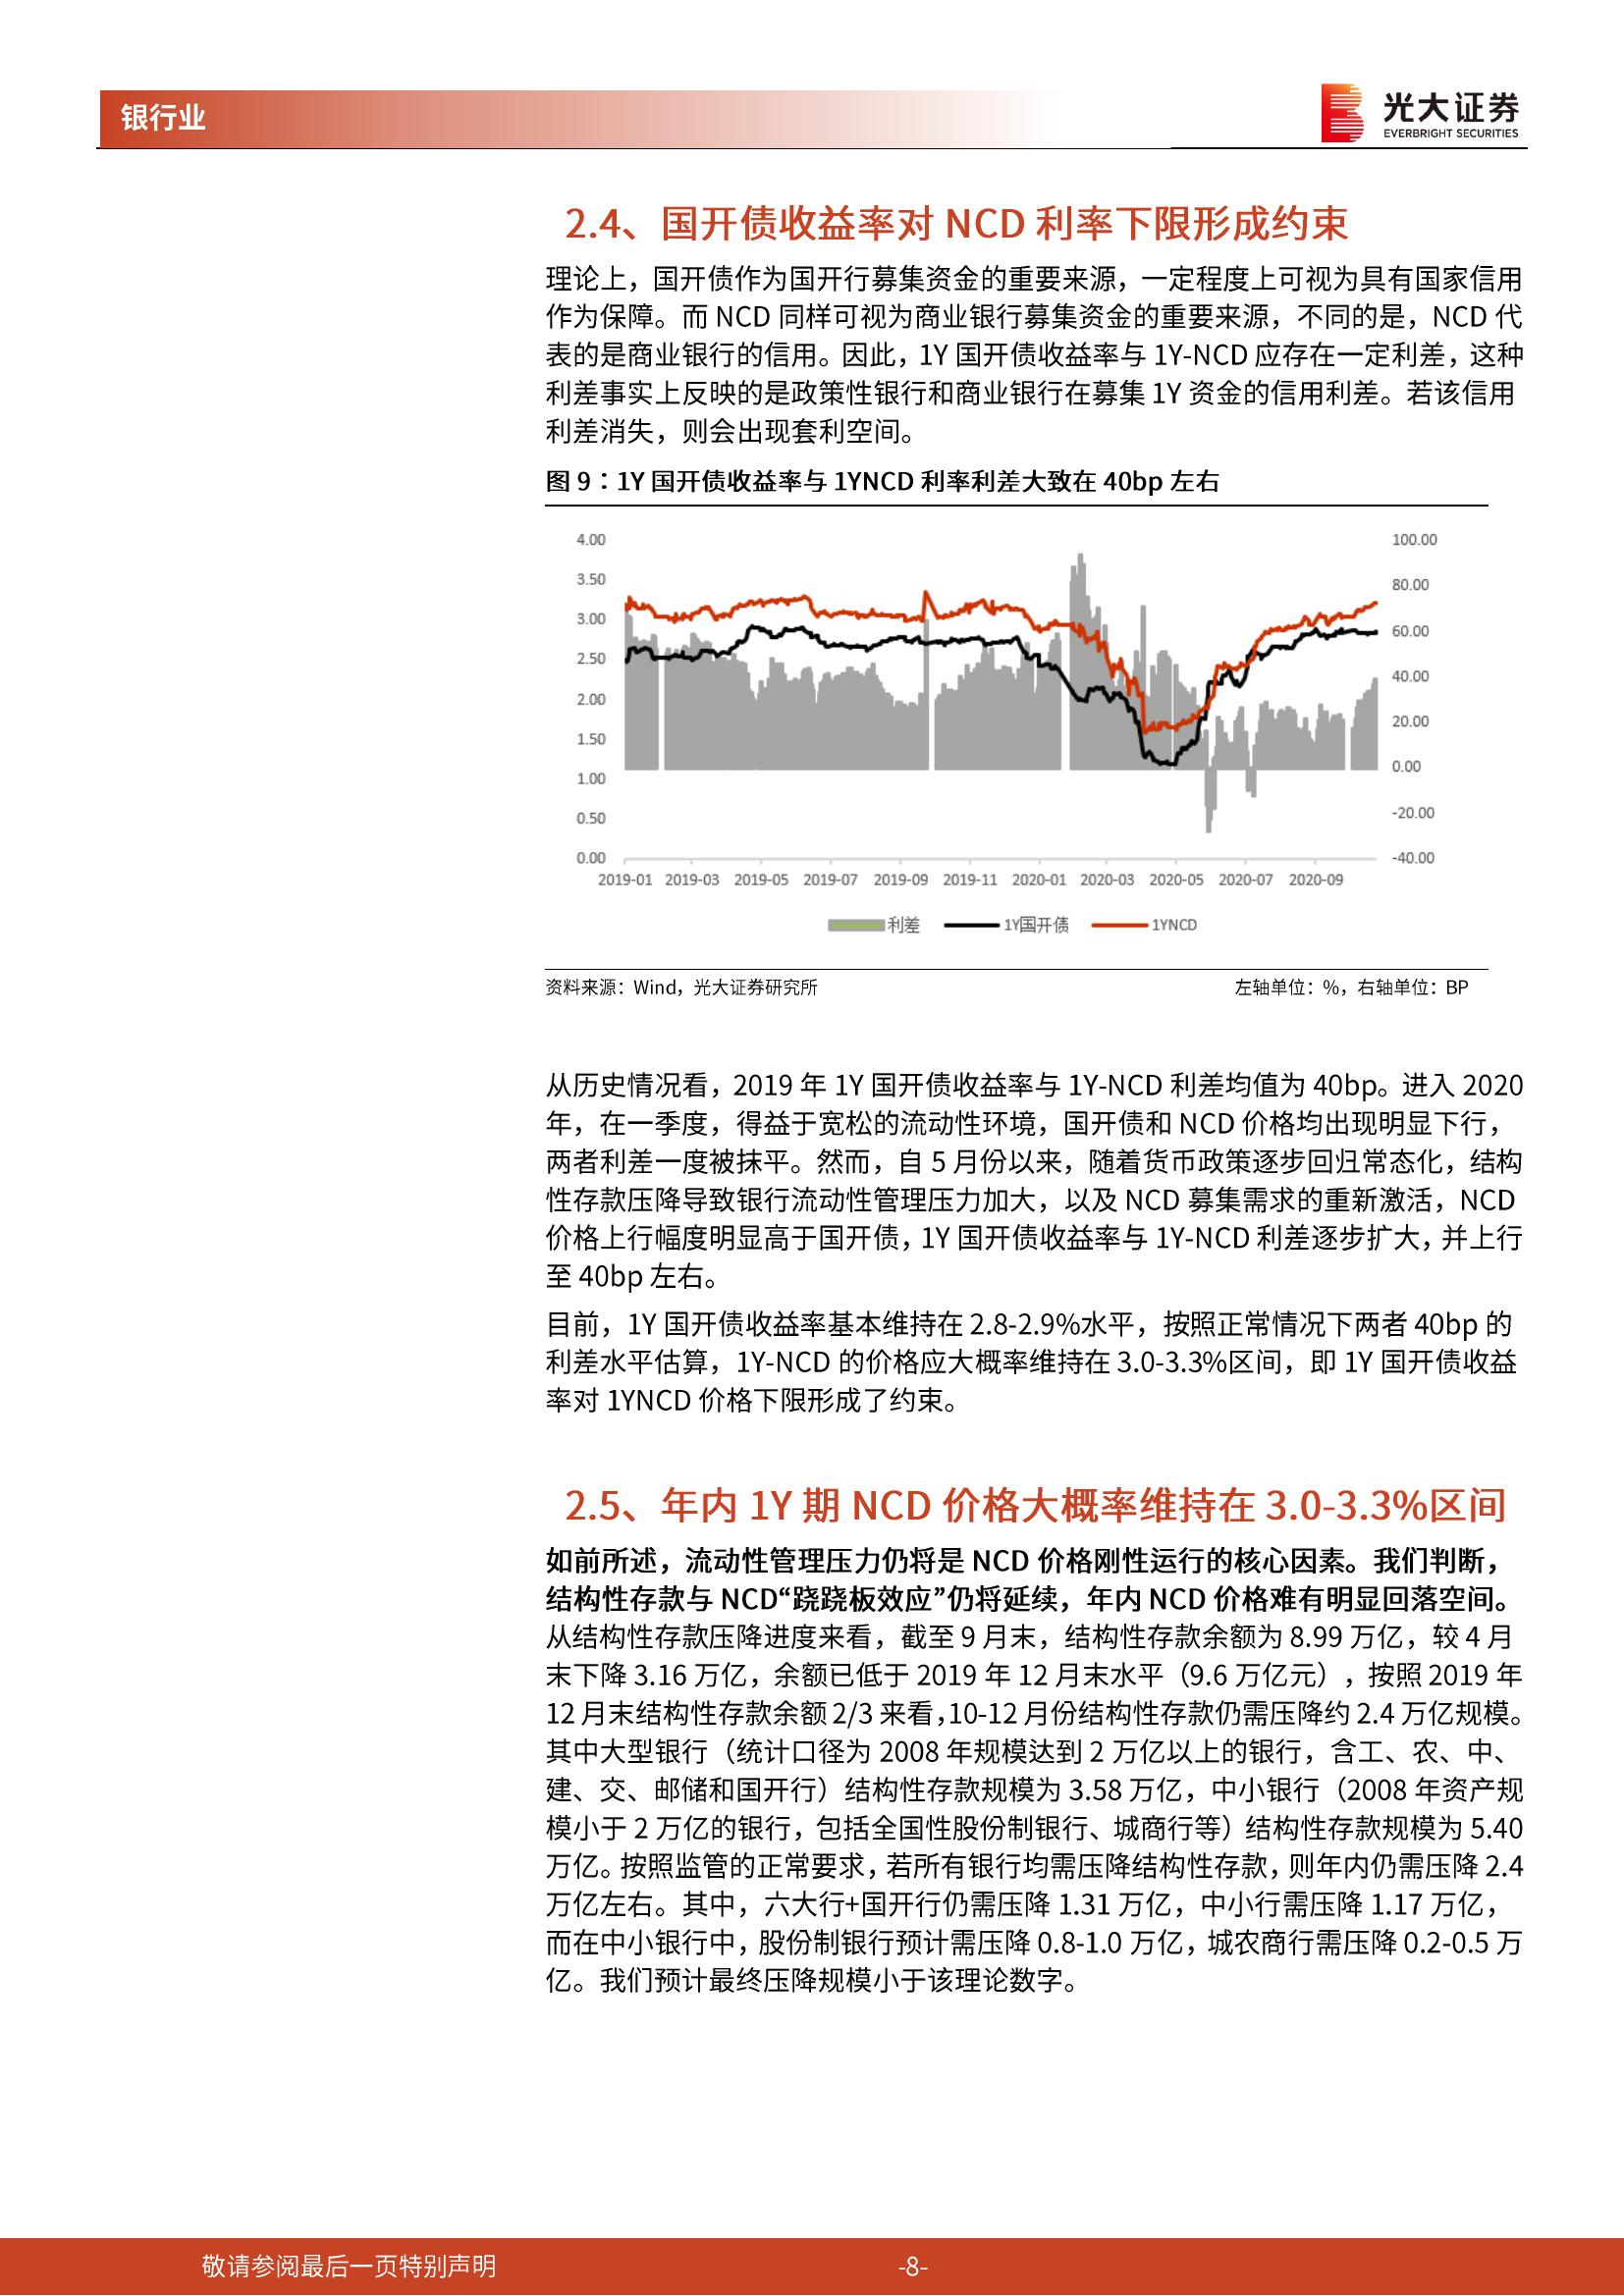 银行业
光大证券
EVERBRIGHT SECURITIES
2.4、国开债收益率对 NCD 利率下限形成约束
理论上，国开债作为国开行募集资金的重要来源，一定程度上可视为具有国家信用
作为保障。而 NCD 同样可视为商业银行募集资金的重要来源，不同的是，NCD 代
表的是商业银行的信用。因此，1Y 国开债收益率与 1Y-NCD 应存在一定利差，这种
利差事实上反映的是政策性银行和商业银行在募集 1Y 资金的信用利差。若该信用
利差消失，则会出现套利空间。
图 9：1Y 国开债收益率与 1YNCD 利率利差大致在 40bp 左右
4.00
3.50
3.00
2.50
2.00
1.50
1.00
0.50
0.00
100.00
80.00
60.00
40.00
20.00
0.00
-20.00
-40.00
2019-01 2019-03 2019-05 2019-07 2019-09 2019-11 2020-01 2020-03 2020-05 2020-07 2020-09
利差 1Y国开债 1YNCD
资料来源：Wind，光大证券研究所 左轴单位：%，右轴单位：BP
从历史情况看，2019 年 1Y 国开债收益率与 1Y-NCD 利差均值为 40bp。进入 2020
年，在一季度，得益于宽松的流动性环境，国开债和 NCD 价格均出现明显下行，
两者利差一度被抹平。然而，自 5 月份以来，随着货币政策逐步回归常态化，结构
性存款压降导致银行流动性管理压力加大，以及 NCD 募集需求的重新激活，NCD
价格上行幅度明显高于国开债，1Y 国开债收益率与 1Y-NCD 利差逐步扩大，并上行
至 40bp 左右。
目前，1Y 国开债收益率基本维持在 2.8-2.9%水平，按照正常情况下两者 40bp 的
利差水平估算，1Y-NCD 的价格应大概率维持在 3.0-3.3%区间，即 1Y 国开债收益
率对 1YNCD 价格下限形成了约束。
2.5、年内 1Y 期 NCD 价格大概率维持在 3.0-3.3%区间
如前所述，流动性管理压力仍将是 NCD 价格刚性运行的核心因素。我们判断，
结构性存款与 NCD“跷跷板效应”仍将延续，年内 NCD 价格难有明显回落空间。
从结构性存款压降进度来看，截至 9 月末，结构性存款余额为 8.99 万亿，较 4 月
末下降 3.16 万亿，余额已低于 2019 年 12 月末水平（9.6 万亿元），按照 2019 年
12 月末结构性存款余额 2/3 来看，10-12 月份结构性存款仍需压降约 2.4 万亿规模。
其中大型银行（统计口径为 2008 年规模达到 2 万亿以上的银行，含工、农、中、
建、交、邮储和国开行）结构性存款规模为 3.58 万亿，中小银行（2008 年资产规
模小于 2 万亿的银行，包括全国性股份制银行、城商行等）结构性存款规模为 5.40
万亿。按照监管的正常要求，若所有银行均需压降结构性存款，则年内仍需压降 2.4
万亿左右。其中，六大行+国开行仍需压降 1.31 万亿，中小行需压降 1.17 万亿，
而在中小银行中，股份制银行预计需压降 0.8-1.0 万亿，城农商行需压降 0.2-0.5 万
亿。我们预计最终压降规模小于该理论数字。
敬请参阅最后一页特别声明 -8-